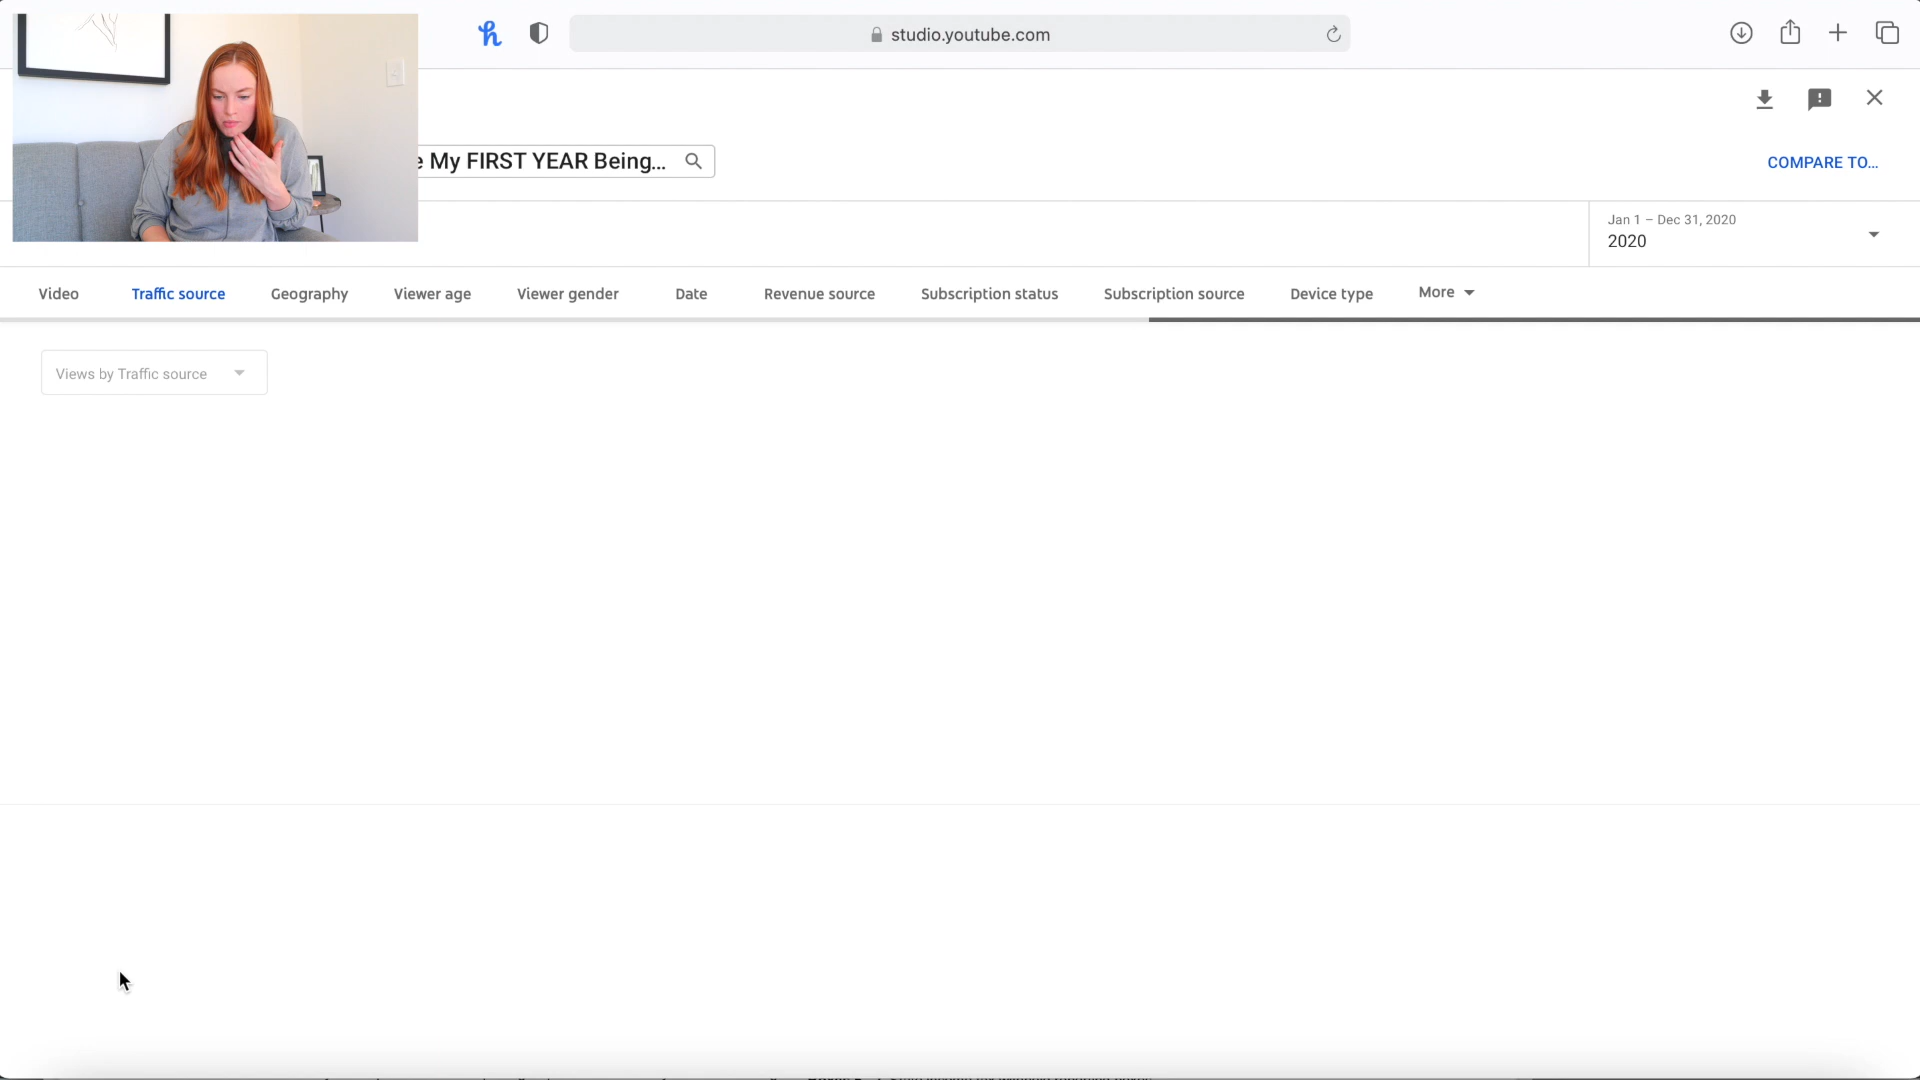 studio.youtube.com
My FIRST YEAR Being...
COMPARE TO...
Jan 1 – Dec 31, 2020
2020
Video Traffic source Geography Viewer age Viewer gender Date Revenue source Subscription status Subscription source Device type More
Views by Traffic source